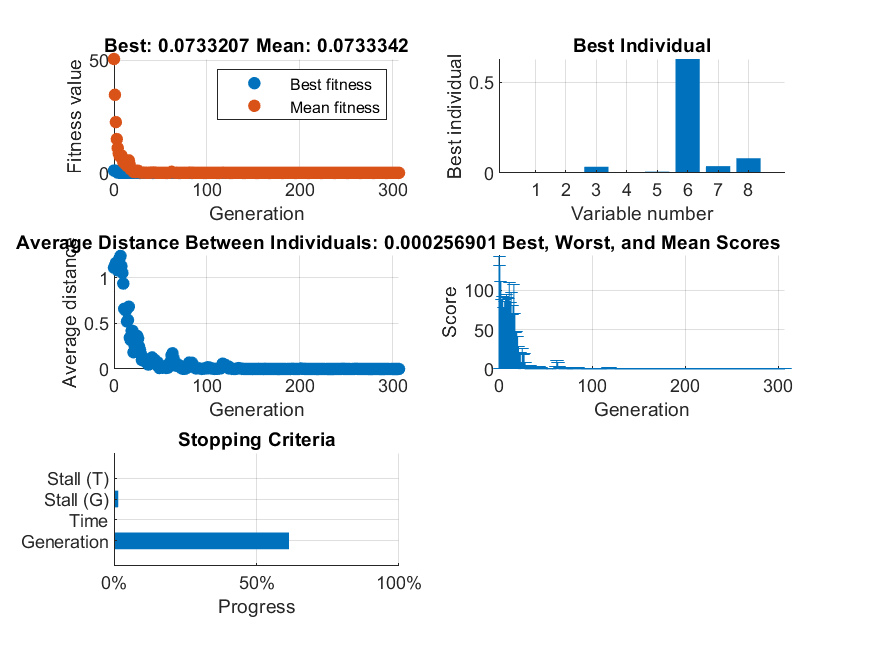 Best: 0.0733207 Mean: 0.0733342
Fitness value
50
0
Best fitness
Mean fitness
0 100 200 300
Generation
Best Individual
Best individual
0.5
0
1 2 3 4 5 6 7 8
Variable number
Average Distance Between Individuals: 0.000256901
Average distance
1
0.5
0
0 100 200 300
Generation
Best, Worst, and Mean Scores
Score
100
50
0
0 100 200 300
Generation
Stopping Criteria
Stall (T)
Stall (G)
Time
Generation
0% 50% 100%
Progress